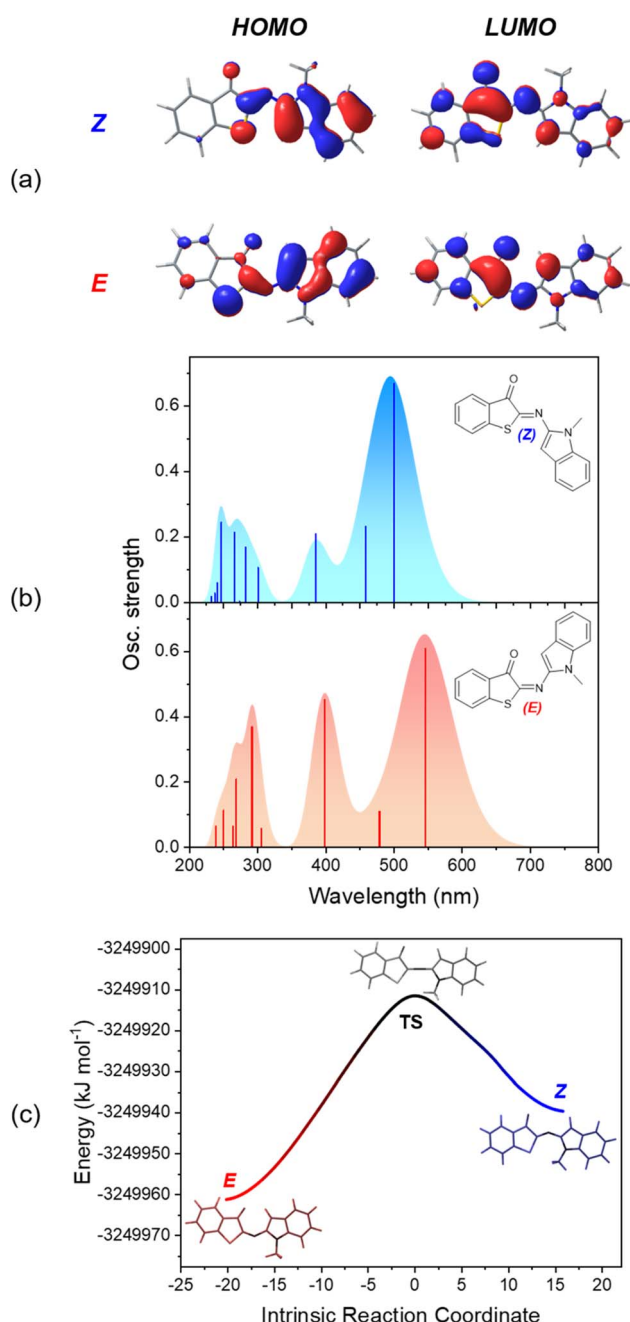 HOMO LUMO
(a)
Z
E
(b)
Osc. strength
0.6
0.4
0.2
0.0
O
N
N
S
(Z)
0.6
0.4
0.2
0.0
O
N
N
S
(E)
200 300 400 500 600 700 800
Wavelength (nm)
(c)
Energy (kJ mol⁻¹)
-3249900
-3249910
-3249920
-3249930
-3249940
-3249950
-3249960
-3249970
TS
Z
E
-25 -20 -15 -10 -5 0 5 10 15 20
Intrinsic Reaction Coordinate